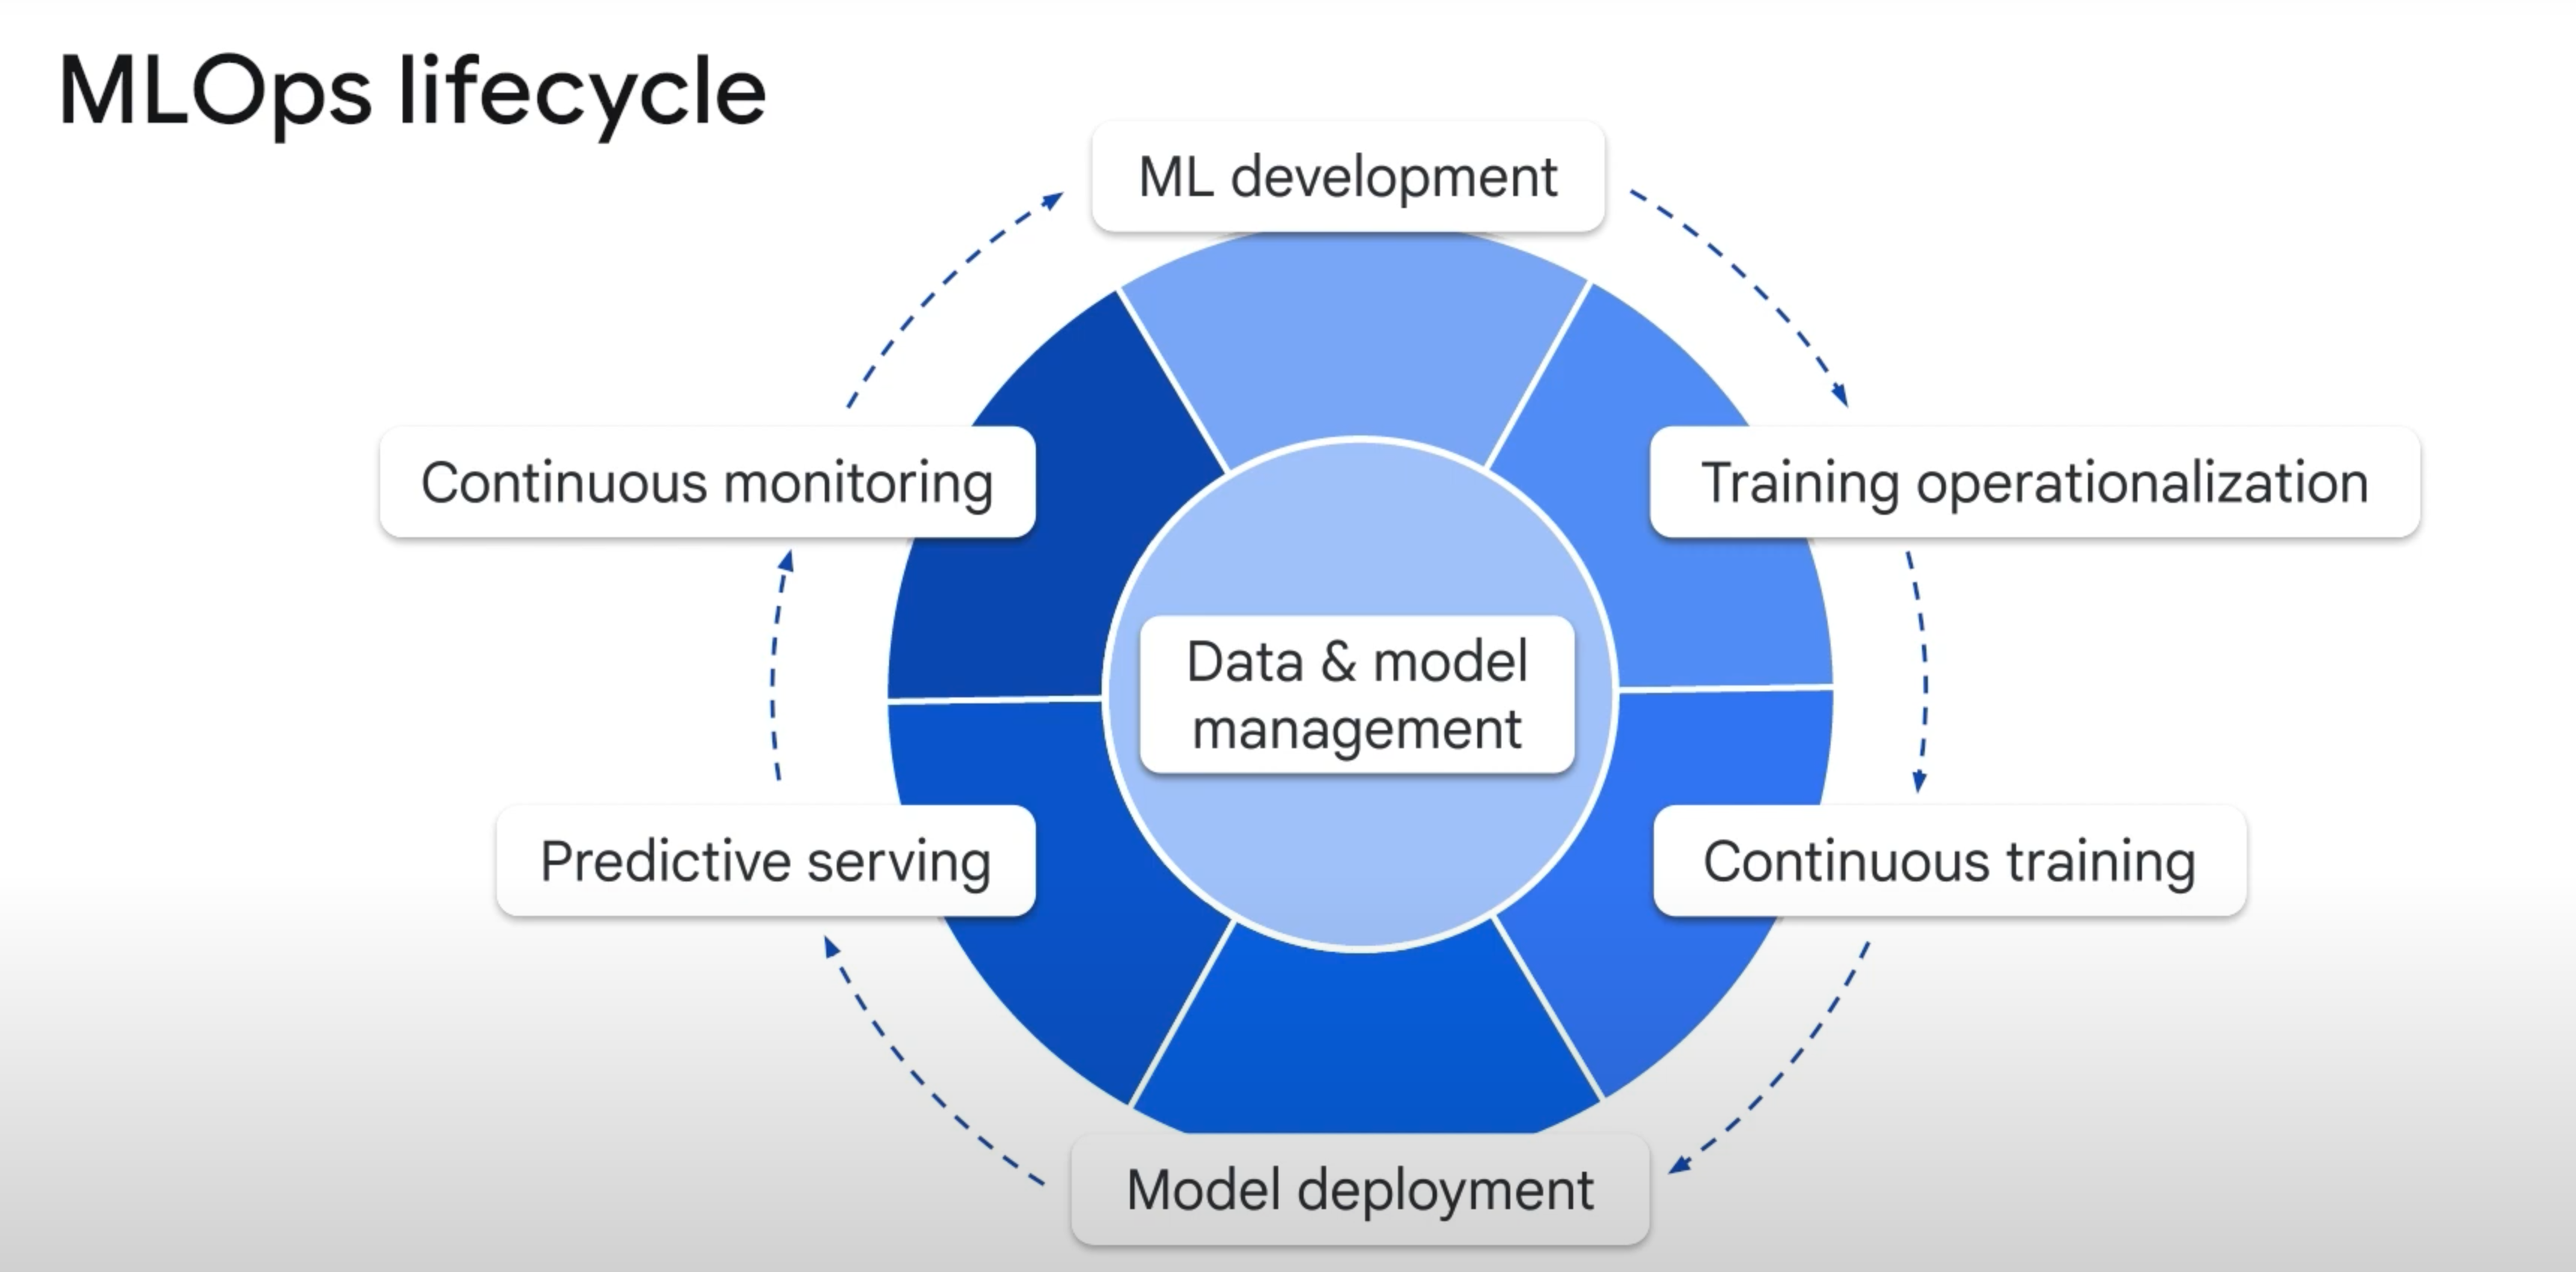 MLOps lifecycle
ML development
Continuous monitoring
Training operationalization
Data & model
management
Predictive serving
Continuous training
Model deployment